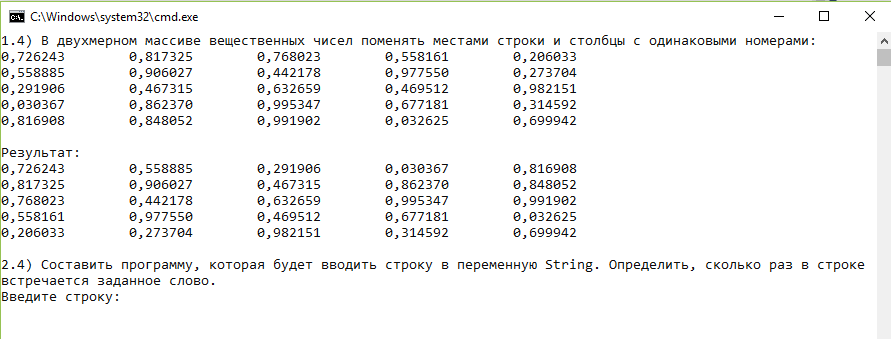 C:\Windows\system32\cmd.exe
1.4) В двухмерном массиве вещественных чисел поменять местами строки и столбцы с одинаковыми номерами:
0,726243 0,817325 0,768023 0,558161 0,206033
0,558885 0,906027 0,442178 0,977550 0,273704
0,291906 0,467315 0,632659 0,469512 0,982151
0,030367 0,862370 0,995347 0,677181 0,314592
0,816908 0,848052 0,991902 0,032625 0,699942
Результат:
0,726243 0,558885 0,291906 0,030367 0,816908
0,817325 0,906027 0,467315 0,862370 0,848052
0,768023 0,442178 0,632659 0,995347 0,991902
0,558161 0,977550 0,469512 0,677181 0,032625
0,206033 0,273704 0,982151 0,314592 0,699942
2.4) Составить программу, которая будет вводить строку в переменную String. Определить, сколько раз в строке
встречается заданное слово.
Введите строку: